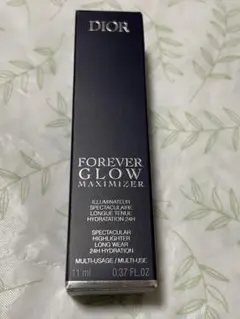 DIOR
FOREVER
GLOW
MAXIMIZER
ILLUMINATEUR
SPECTACULAIRE
LONGUE TENUE
HYDRATATION 24H
SPECTACULAR
HIGHLIGHTER
LONG WEAR
24H HYDRATION
MULTI-USAGE / MULTI-USE
11 ml 0.37 FL.OZ